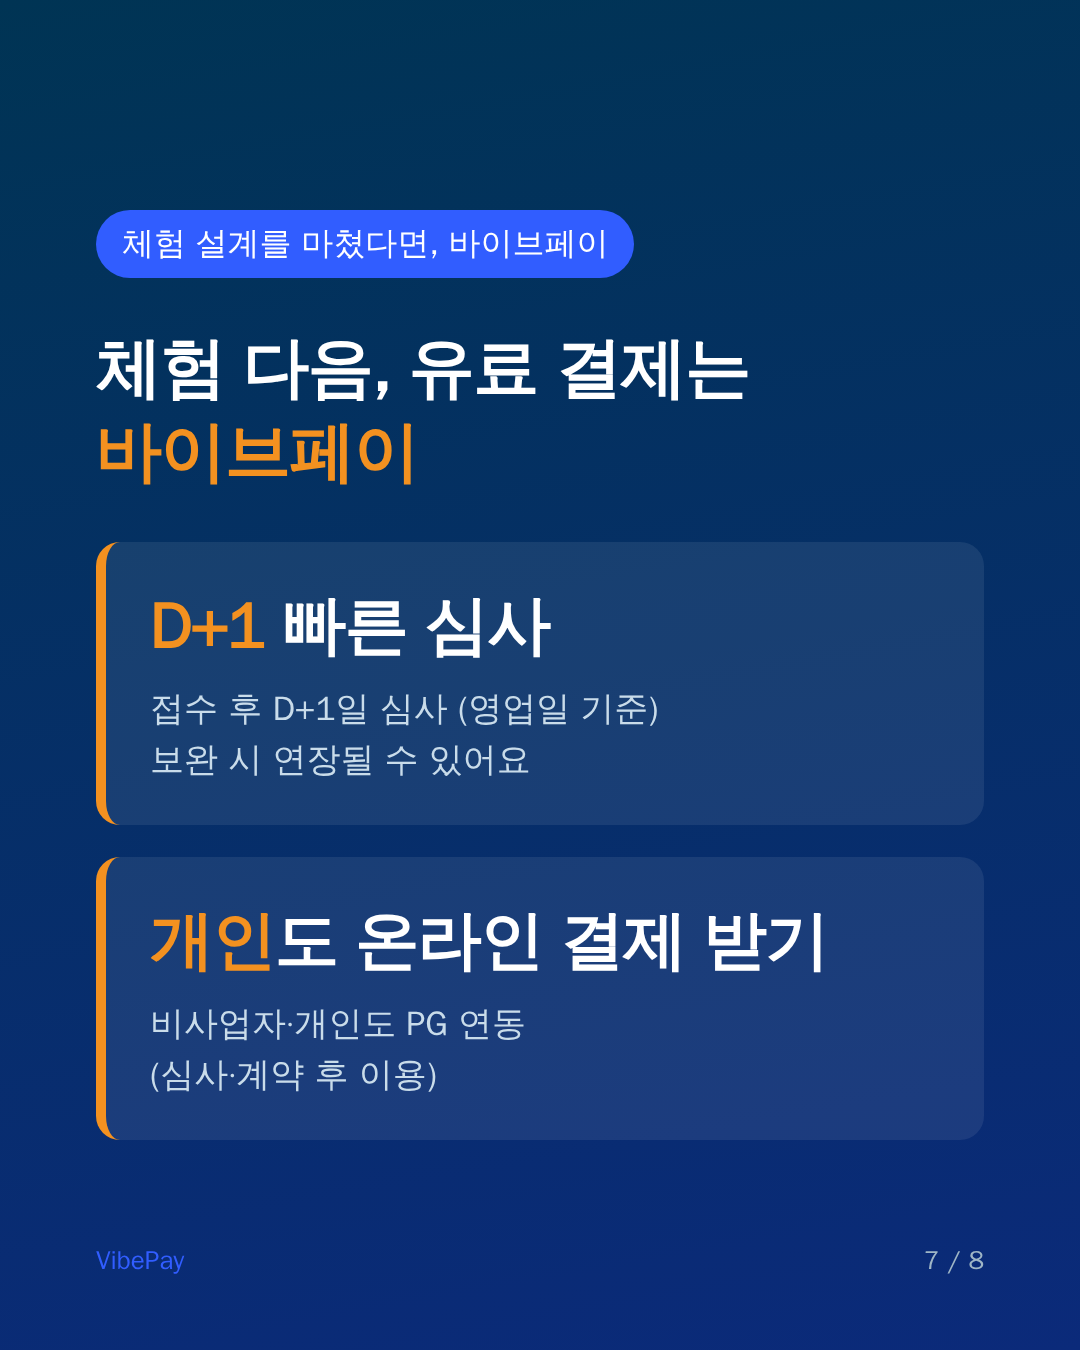 체험 설계를 마쳤다면, 바이브페이
체험 다음, 유료 결제는
바이브페이
D+1 빠른 심사
접수 후 D+1일 심사 (영업일 기준)
보완 시 연장될 수 있어요
개인도 온라인 결제 받기
비사업자·개인도 PG 연동
(심사·계약 후 이용)
VibePay
7 / 8